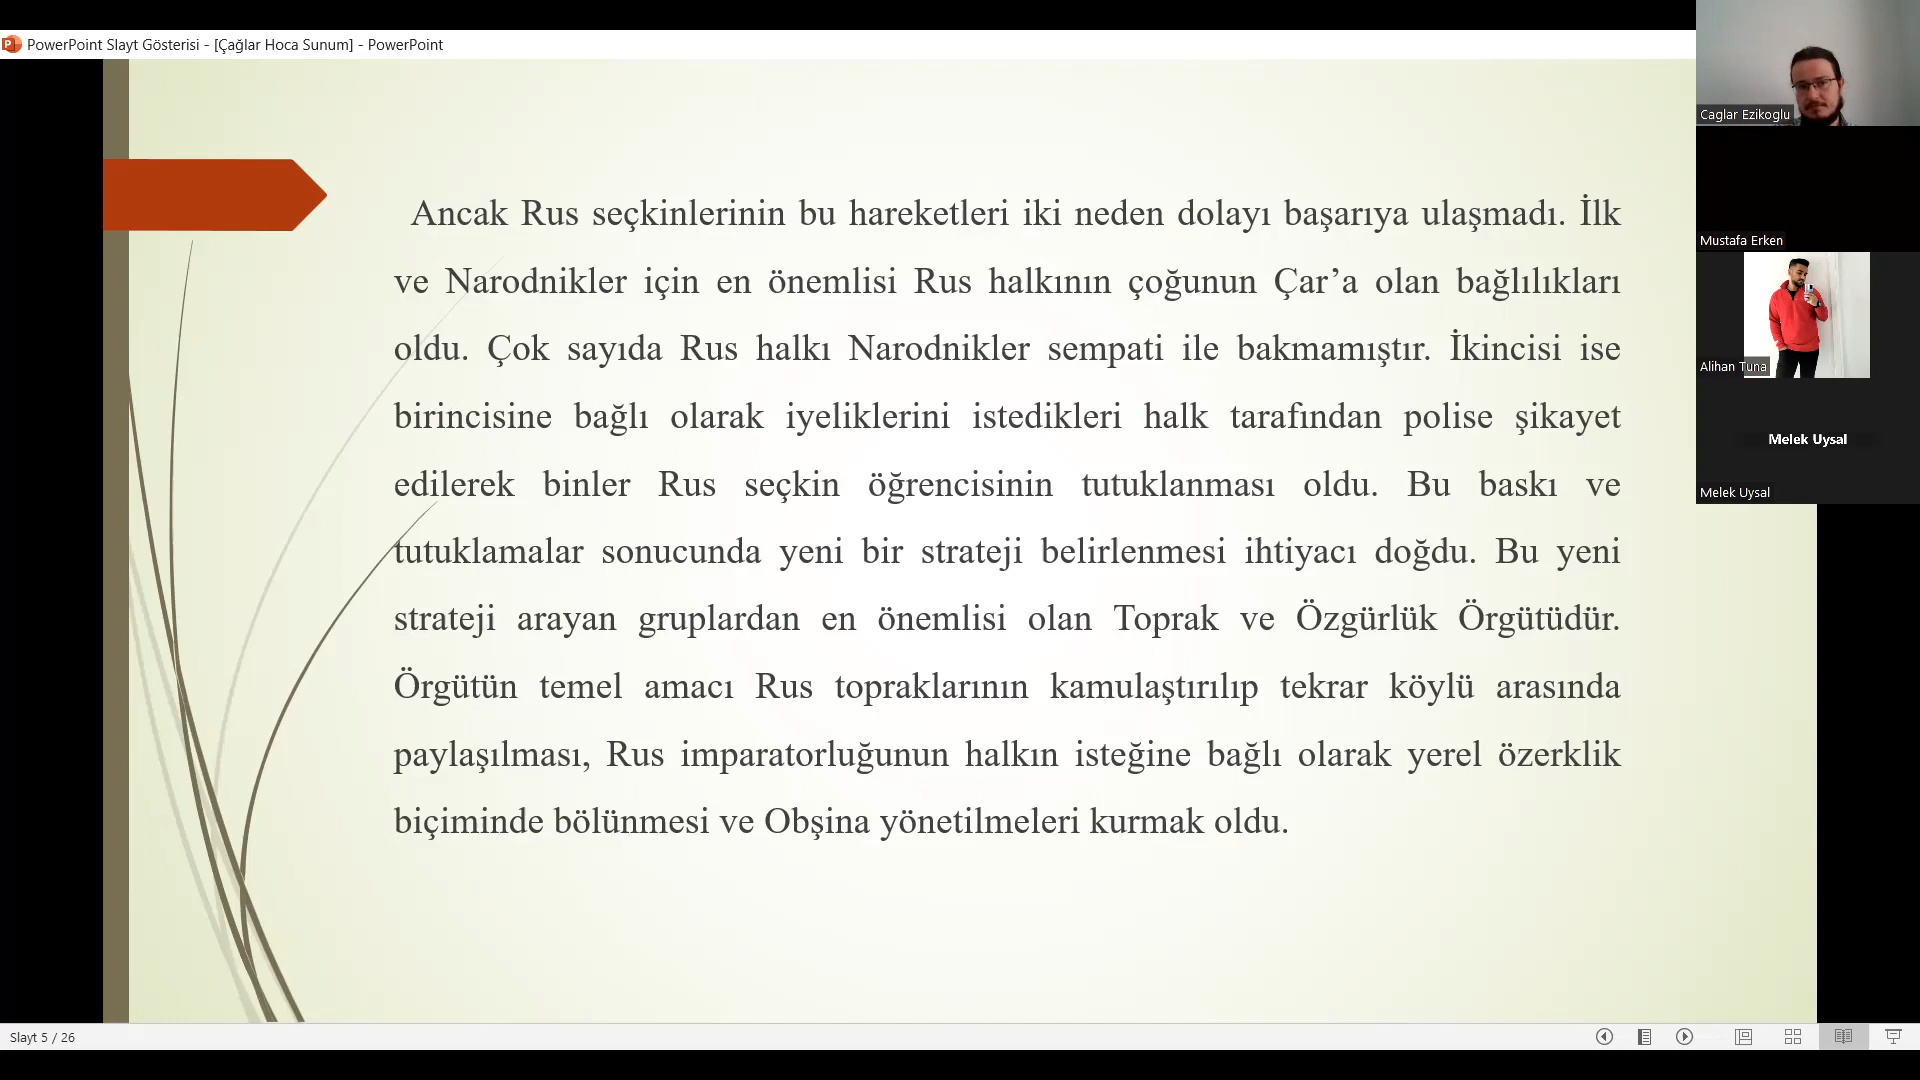 PowerPoint Slayt Gösterisi - [Çağlar Hoca Sunum] - PowerPoint
Ancak Rus seçkinlerinin bu hareketleri iki neden dolayı başarıya ulaşmadı. İlk
ve Narodnikler için en önemlisi Rus halkının çoğunun Çar’a olan bağlılıkları
oldu. Çok sayıda Rus halkı Narodnikler sempati ile bakmamıştır. İkincisi ise
birincisine bağlı olarak iyeliklerini istedikleri halk tarafından polise şikayet
edilerek binler Rus seçkin öğrencisinin tutuklanması oldu. Bu baskı ve
tutuklamalar sonucunda yeni bir strateji belirlenmesi ihtiyacı doğdu. Bu yeni
strateji arayan gruplardan en önemlisi olan Toprak ve Özgürlük Örgütüdür.
Örgütün temel amacı Rus topraklarının kamulaştırılıp tekrar köylü arasında
paylaşılması, Rus imparatorluğunun halkın isteğine bağlı olarak yerel özerklik
biçiminde bölünmesi ve Obşina yönetilmeleri kurmak oldu.
Caglar Ezikoglu
Mustafa Erken
Alihan Tuna
Melek Uysal
Melek Uysal
Slayt 5 / 26